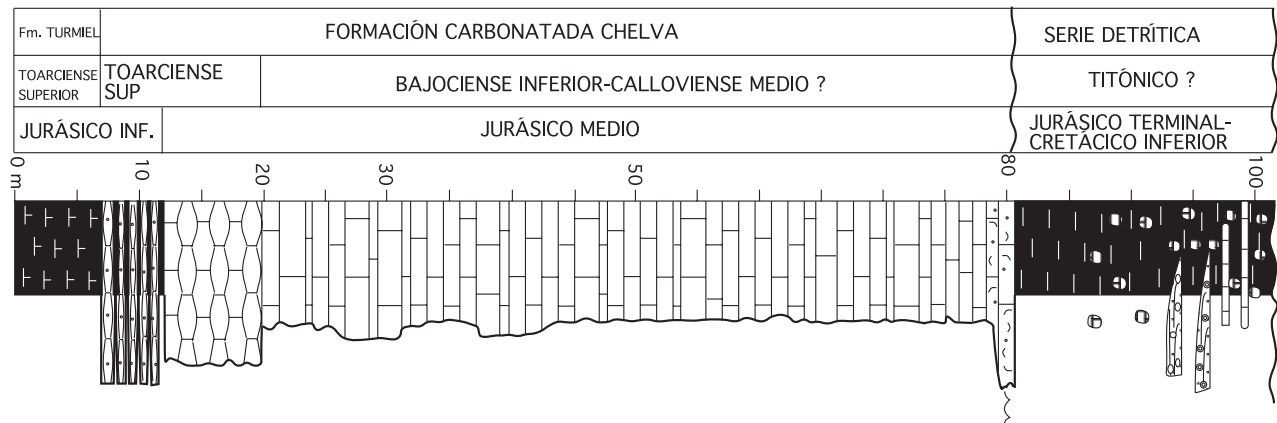 Fm. TURMIEL
FORMACIÓN CARBONATADA CHELVA
SERIE DETRÍTICA
TOARCIENSE
SUPERIOR
TOARCIENSE
SUP
BAJOCIENSE INFERIOR-CALLOVIENSE MEDIO ?
TITÓNICO ?
JURÁSICO INF.
JURÁSICO MEDIO
JURÁSICO TERMINAL-
CRETÁCICO INFERIOR
0 m
10
20
30
50
80
100